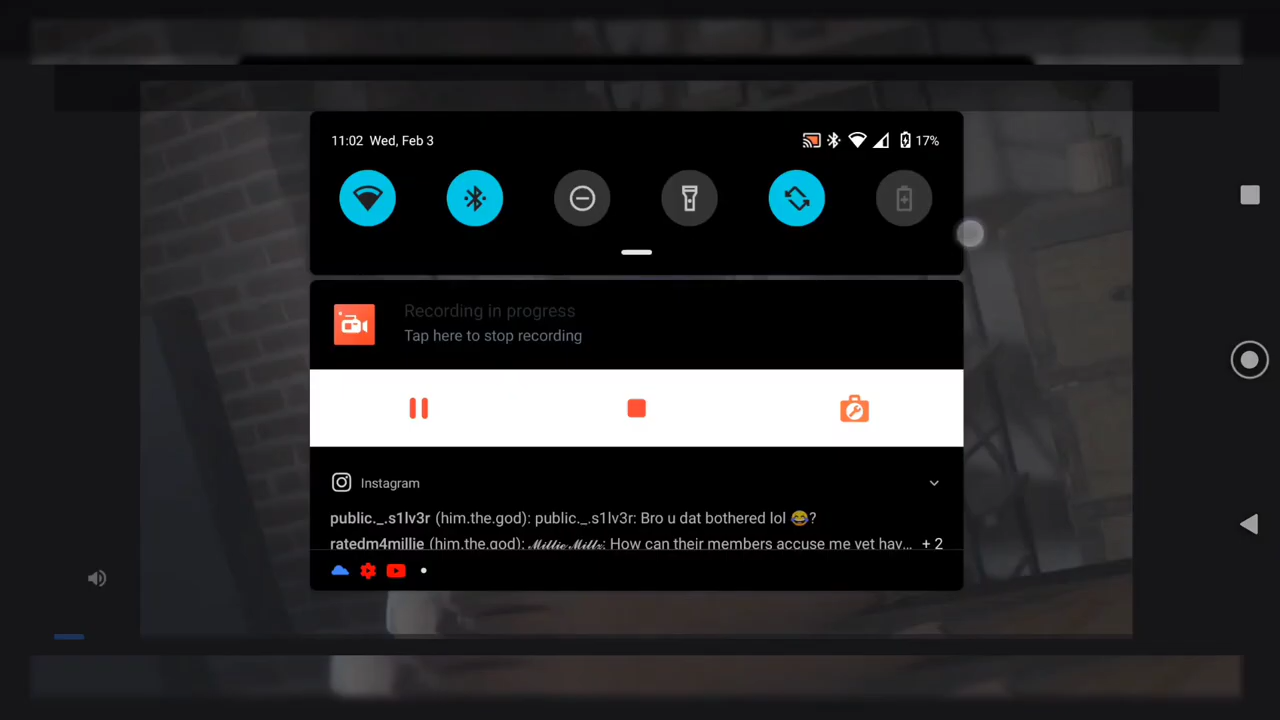 11:02 Wed, Feb 3
17%
Recording in progress
Tap here to stop recording
Instagram
public._.s1lv3r (him.the.god): public._.s1lv3r: Bro u dat bothered lol 😂?
ratedm4millie (him.the.god): 𝓜𝓲𝓵𝓵𝓲𝓮 𝓜𝓲𝓵𝓵𝔃: How can their members accuse me yet hav... + 2